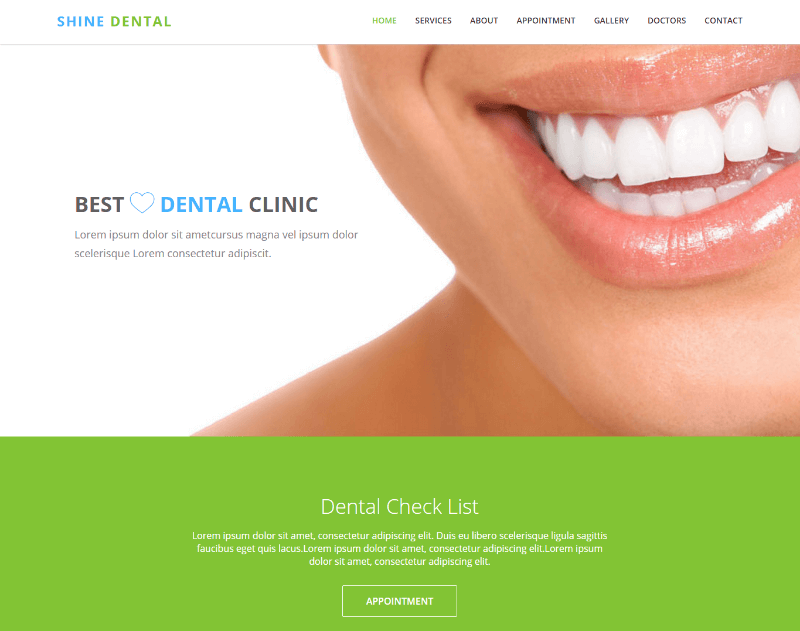 SHINE DENTAL
HOME SERVICES ABOUT APPOINTMENT GALLERY DOCTORS CONTACT
BEST DENTAL CLINIC
Lorem ipsum dolor sit ametcursus magna vel ipsum dolor
scelerisque Lorem consectetur adipiscit.
Dental Check List
Lorem ipsum dolor sit amet, consectetur adipiscing elit. Duis eu libero scelerisque ligula sagittis
faucibus eget quis lacus.Lorem ipsum dolor sit amet, consectetur adipiscing elit.Lorem ipsum
dolor sit amet, consectetur adipiscing elit.
APPOINTMENT